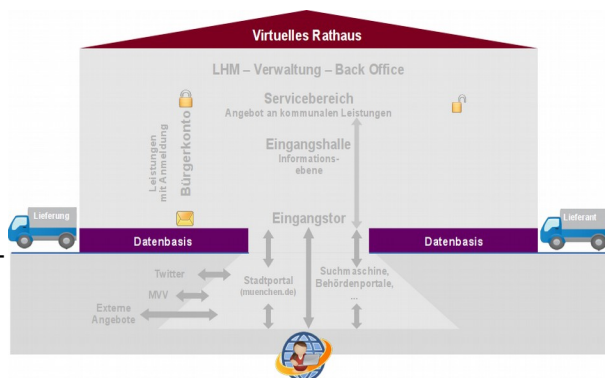 Virtuelles Rathaus
LHM – Verwaltung – Back Office
Servicebereich
Angebot an kommunalen Leistungen
Leistungen
mit Anmeldung
Bürgerkonto
Eingangshalle
Informations-
ebene
Eingangstor
Lieferung
Lieferant
Datenbasis
Datenbasis
Twitter
MVV
Externe
Angebote
Stadtportal
(muenchen.de)
Suchmaschine,
Behördenportale,
...